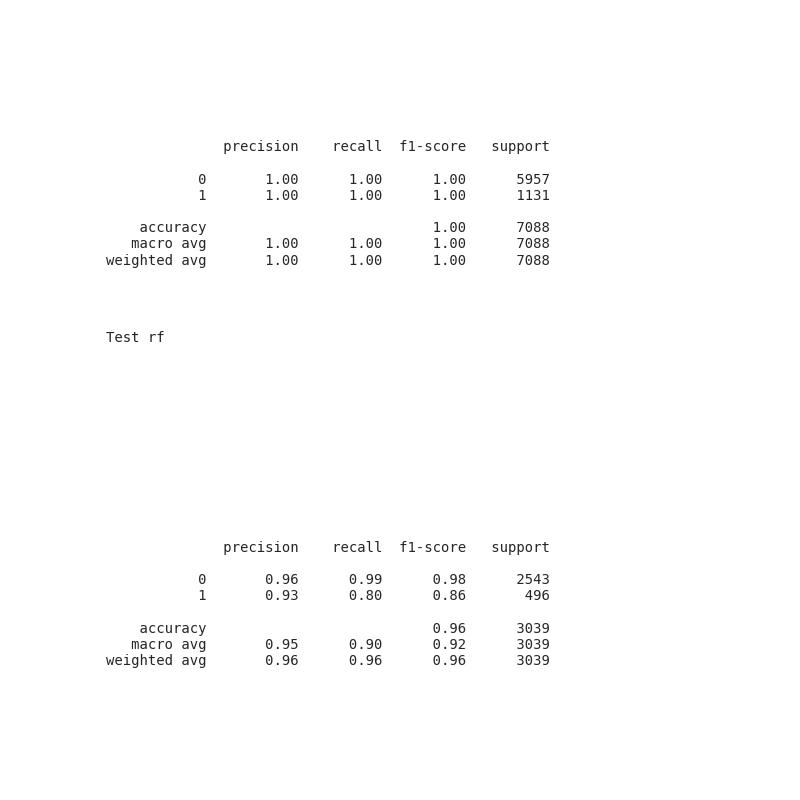 precision    recall  f1-score   support

           0       1.00      1.00      1.00      5957
           1       1.00      1.00      1.00      1131

    accuracy                           1.00      7088
   macro avg       1.00      1.00      1.00      7088
weighted avg       1.00      1.00      1.00      7088

Test rf

              precision    recall  f1-score   support

           0       0.96      0.99      0.98      2543
           1       0.93      0.80      0.86       496

    accuracy                           0.96      3039
   macro avg       0.95      0.90      0.92      3039
weighted avg       0.96      0.96      0.96      3039